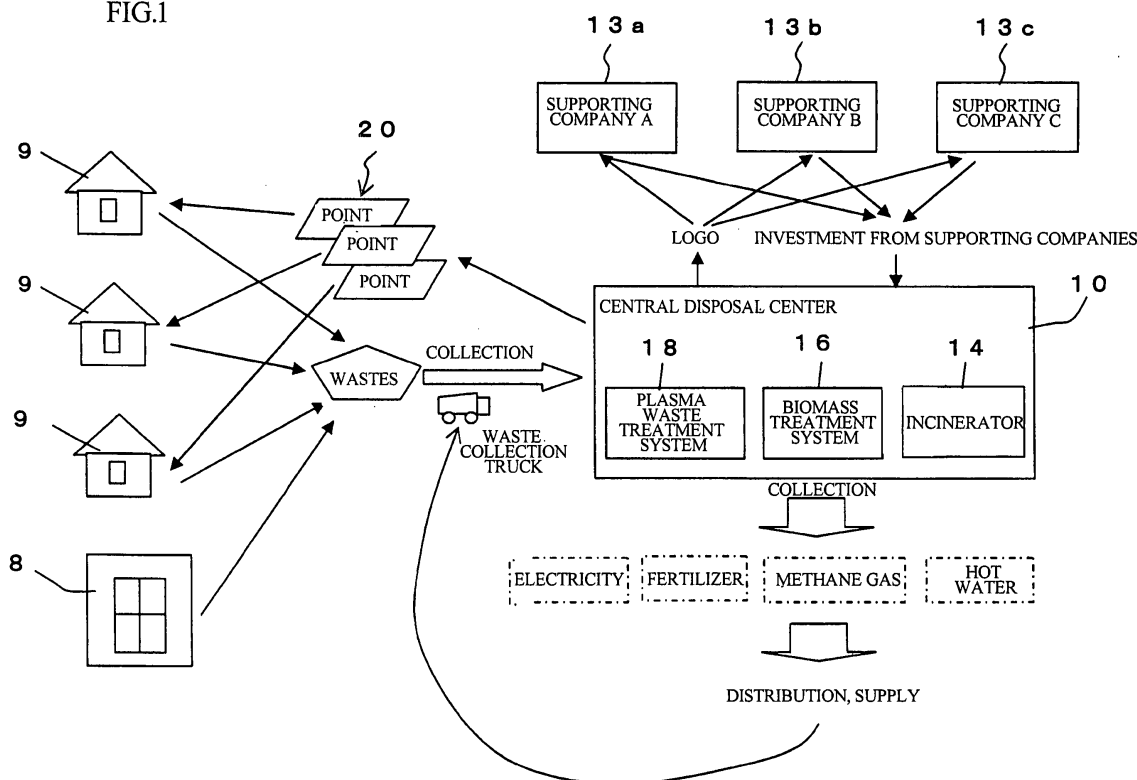 FIG.1
13a
13b
13c
SUPPORTING
COMPANY A
SUPPORTING
COMPANY B
SUPPORTING
COMPANY C
20
9
POINT
POINT
POINT
LOGO
INVESTMENT FROM SUPPORTING COMPANIES
9
10
CENTRAL DISPOSAL CENTER
COLLECTION
WASTES
18
16
14
PLASMA
WASTE
TREATMENT
SYSTEM
BIOMASS
TREATMENT
SYSTEM
INCINERATOR
9
WASTE
COLLECTION
TRUCK
COLLECTION
8
ELECTRICITY
FERTILIZER
METHANE GAS
HOT
WATER
DISTRIBUTION, SUPPLY